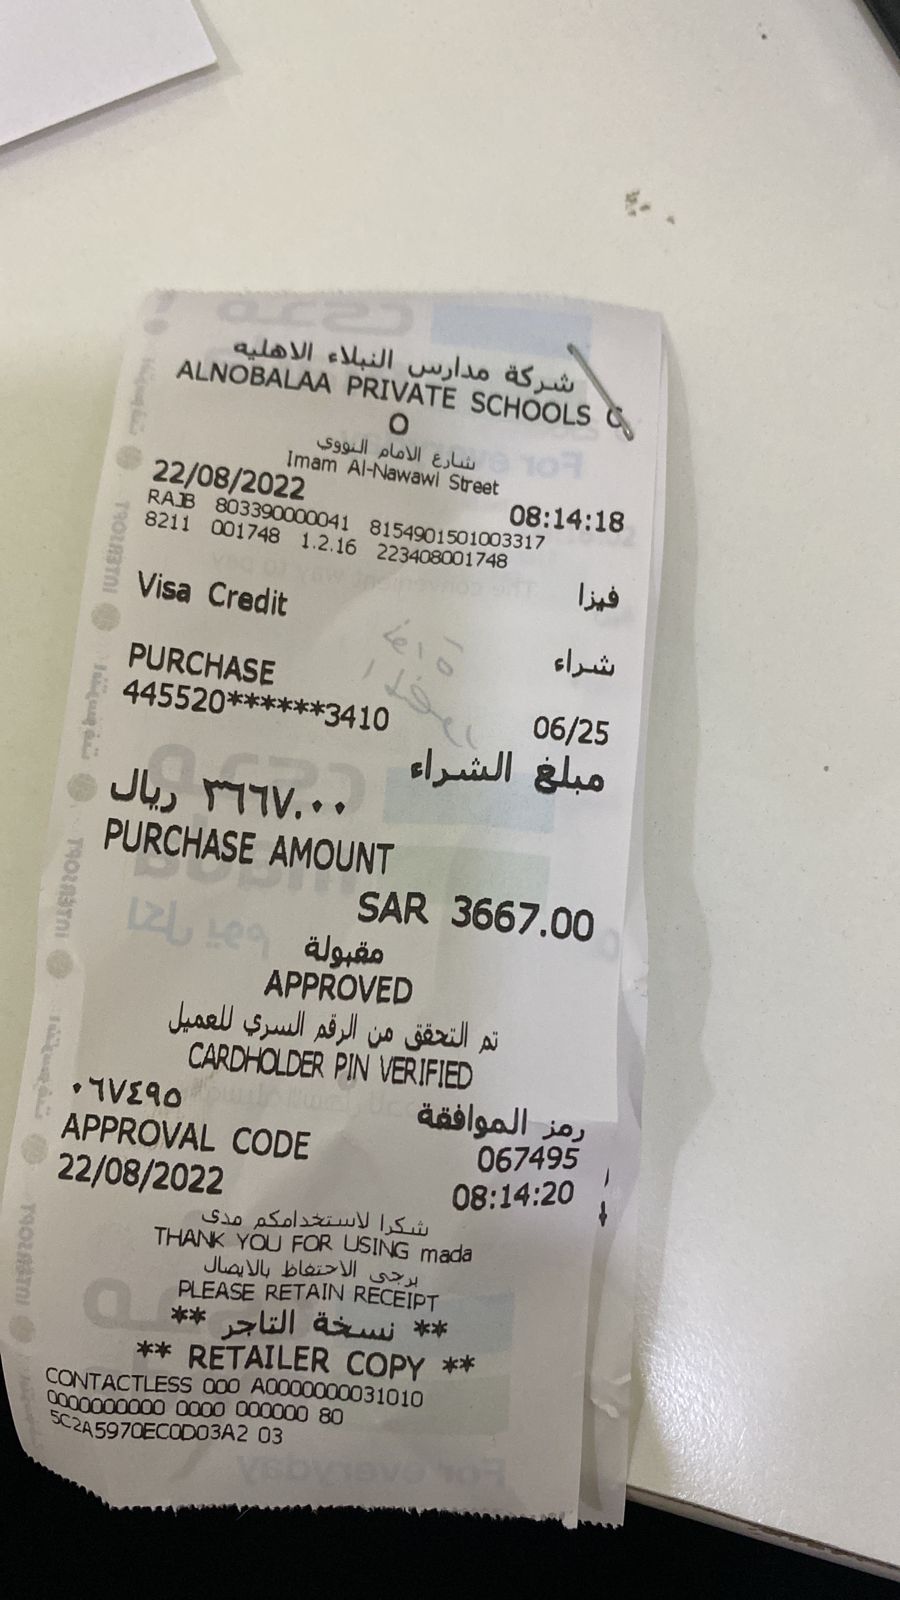 شركة مدارس النبلاء الاهليه
ALNOBALAA PRIVATE SCHOOLS C
O
شارع الامام النووي
Imam Al-Nawawi Street
22/08/2022 08:14:18
RAJB 803390000041 8154901501003317
8211 001748 1.2.16 223408001748
Visa Credit فيزا
PURCHASE شراء
445520******3410 06/25
مبلغ الشراء
٣٦٦٧.٠٠ ريال
PURCHASE AMOUNT
SAR 3667.00
مقبولة
APPROVED
تم التحقق من الرقم السري للعميل
CARDHOLDER PIN VERIFIED
رمز الموافقة ٠٦٧٤٩٥
APPROVAL CODE 067495
22/08/2022 08:14:20
شكرا لاستخدامكم مدى
THANK YOU FOR USING mada
يرجى الاحتفاظ بالايصال
PLEASE RETAIN RECEIPT
** نسخة التاجر **
** RETAILER COPY **
CONTACTLESS 000 A0000000031010
0000000000 0000 000000 80
5C2A5970EC0D03A2 03